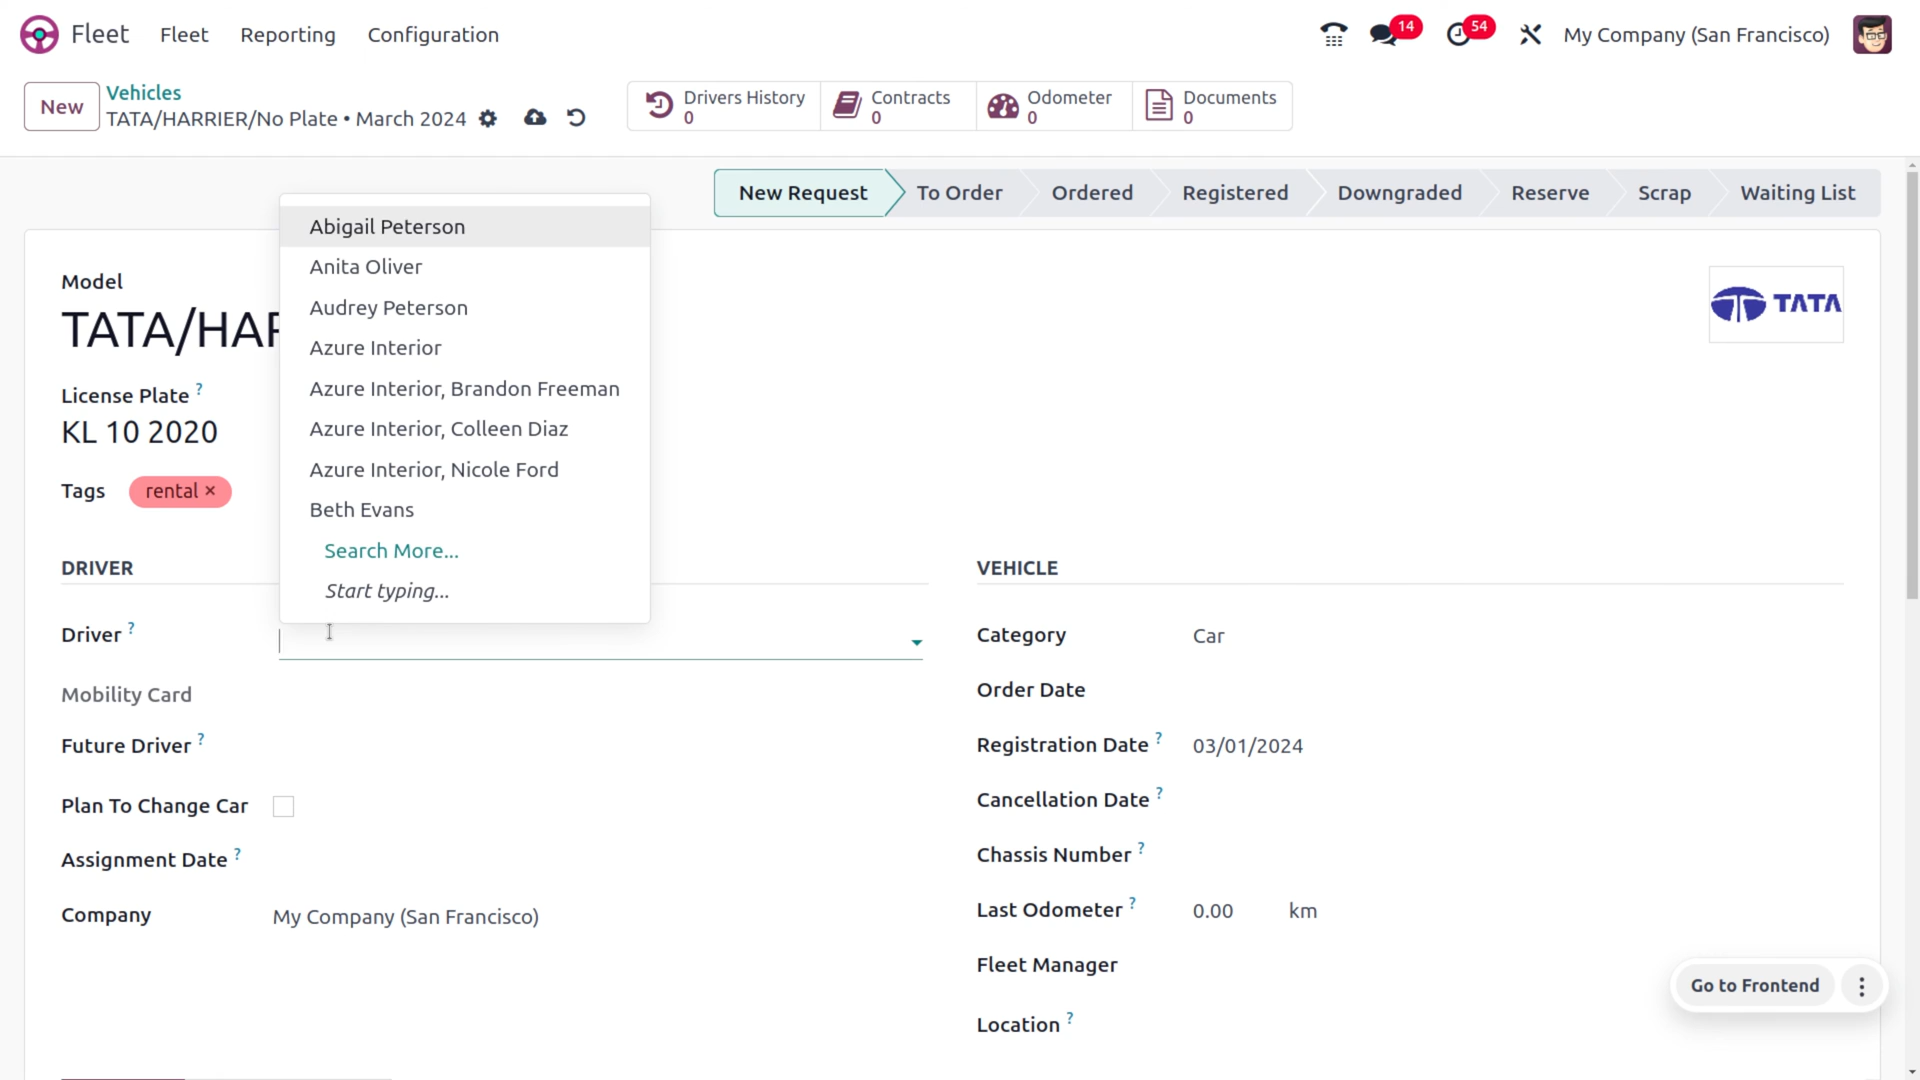 Fleet Fleet Reporting Configuration 14 54 My Company (San Francisco)
New Vehicles
TATA/HARRIER/No Plate • March 2024
Drivers History 0
Contracts 0
Odometer 0
Documents 0
New Request To Order Ordered Registered Downgraded Reserve Scrap Waiting List
Model
TATA/HAR
TATA
License Plate ?
KL 10 2020
Tags rental ×
Abigail Peterson
Anita Oliver
Audrey Peterson
Azure Interior
Azure Interior, Brandon Freeman
Azure Interior, Colleen Diaz
Azure Interior, Nicole Ford
Beth Evans
Search More...
Start typing...
DRIVER
Driver ?
Mobility Card
Future Driver ?
Plan To Change Car
Assignment Date ?
Company My Company (San Francisco)
VEHICLE
Category Car
Order Date
Registration Date ? 03/01/2024
Cancellation Date ?
Chassis Number ?
Last Odometer ? 0.00 km
Fleet Manager
Location ?
Go to Frontend